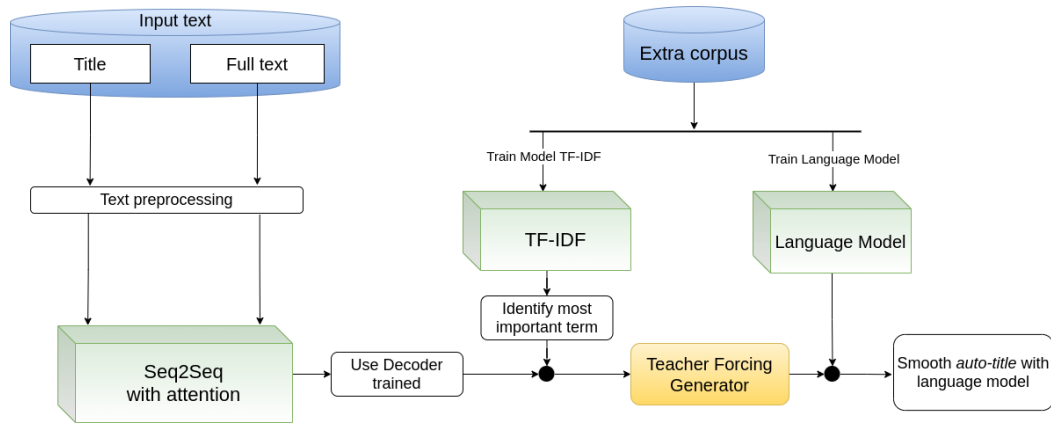 Input text
Title
Full text
Extra corpus
Train Model TF-IDF
Train Language Model
Text preprocessing
TF-IDF
Language Model
Identify most
important term
Seq2Seq
with attention
Use Decoder
trained
Teacher Forcing
Generator
Smooth auto-title with
language model